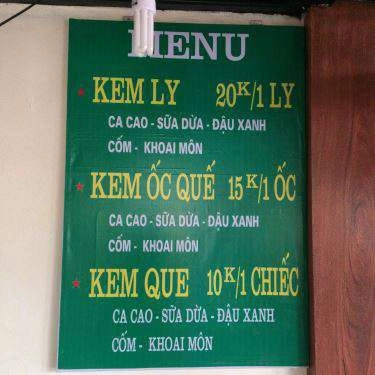 MENU
KEM LY 20K/1 LY
CA CAO - SỮA DỪA - ĐẬU XANH
CỐM - KHOAI MÔN
KEM ỐC QUẾ 15K/1 ỐC
CA CAO - SỮA DỪA - ĐẬU XANH
CỐM - KHOAI MÔN
KEM QUE 10K/1 CHIẾC
CA CAO - SỮA DỪA - ĐẬU XANH
CỐM - KHOAI MÔN